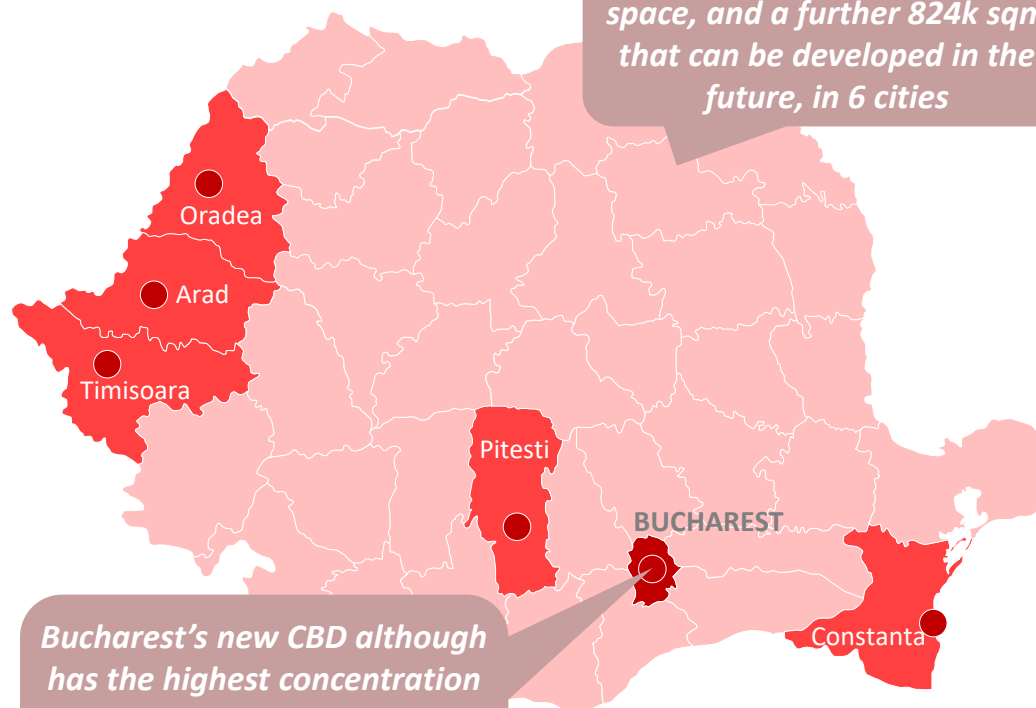 space, and a further 824k sqm
that can be developed in the
future, in 6 cities
Oradea
Arad
Timisoara
Pitesti
BUCHAREST
Constanta
Bucharest's new CBD although
has the highest concentration